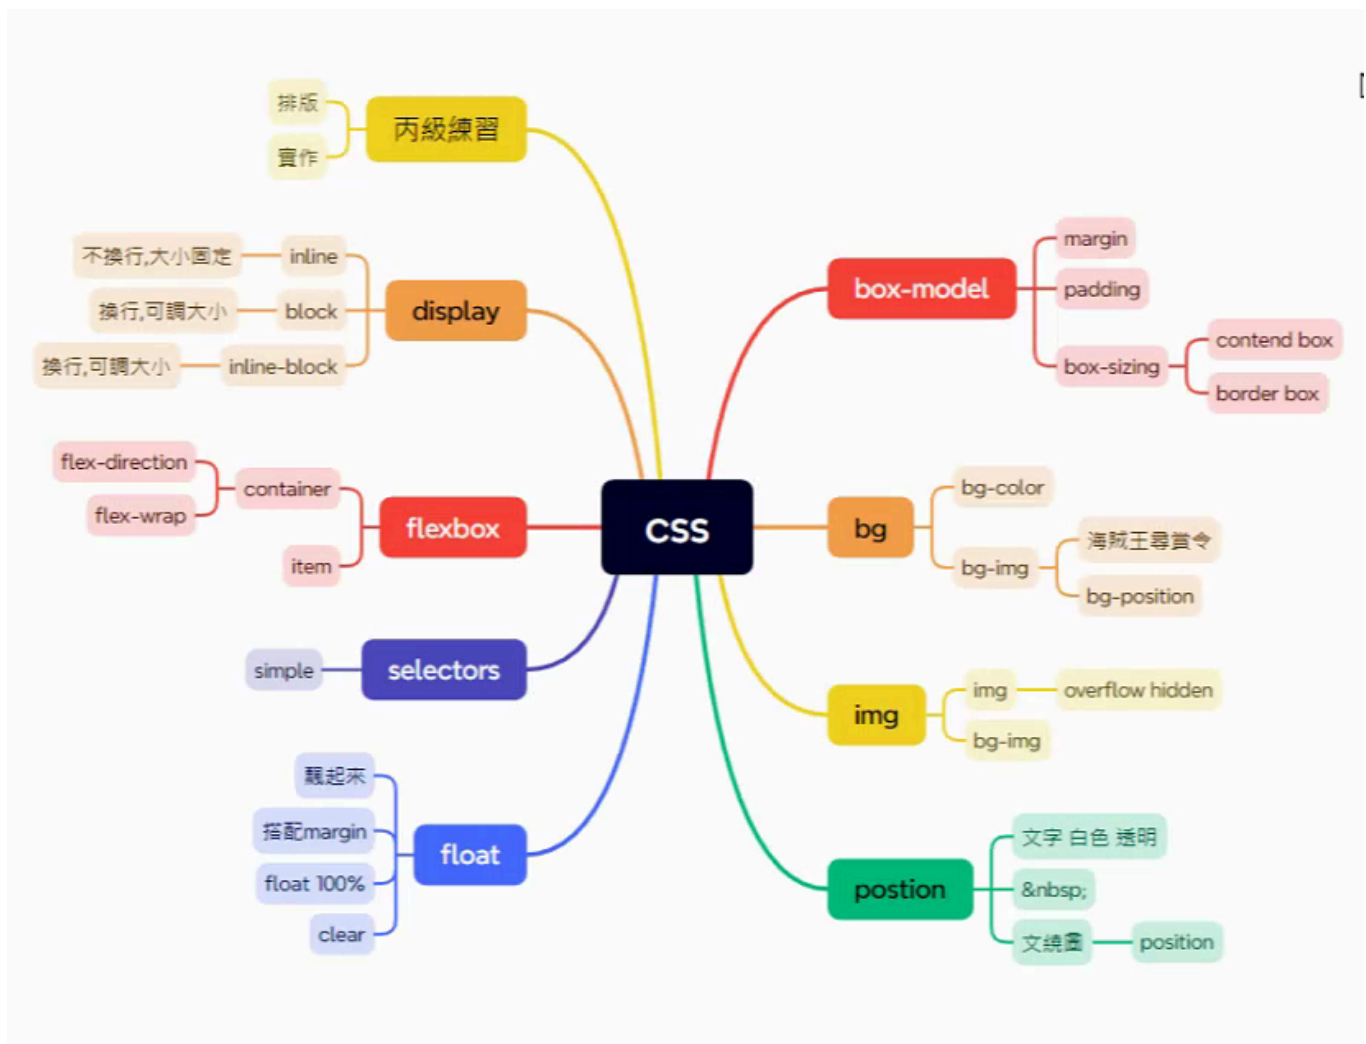 丙級練習
排版
實作
display
inline
不換行,大小固定
block
換行,可調大小
inline-block
換行,可調大小
flexbox
container
flex-direction
flex-wrap
item
selectors
simple
float
飄起來
搭配margin
float 100%
clear
CSS
box-model
margin
padding
box-sizing
contend box
border box
bg
bg-color
bg-img
海賊王尋賞令
bg-position
img
img
overflow hidden
bg-img
postion
文字 白色 透明
&amp;nbsp;
文繞圖
position